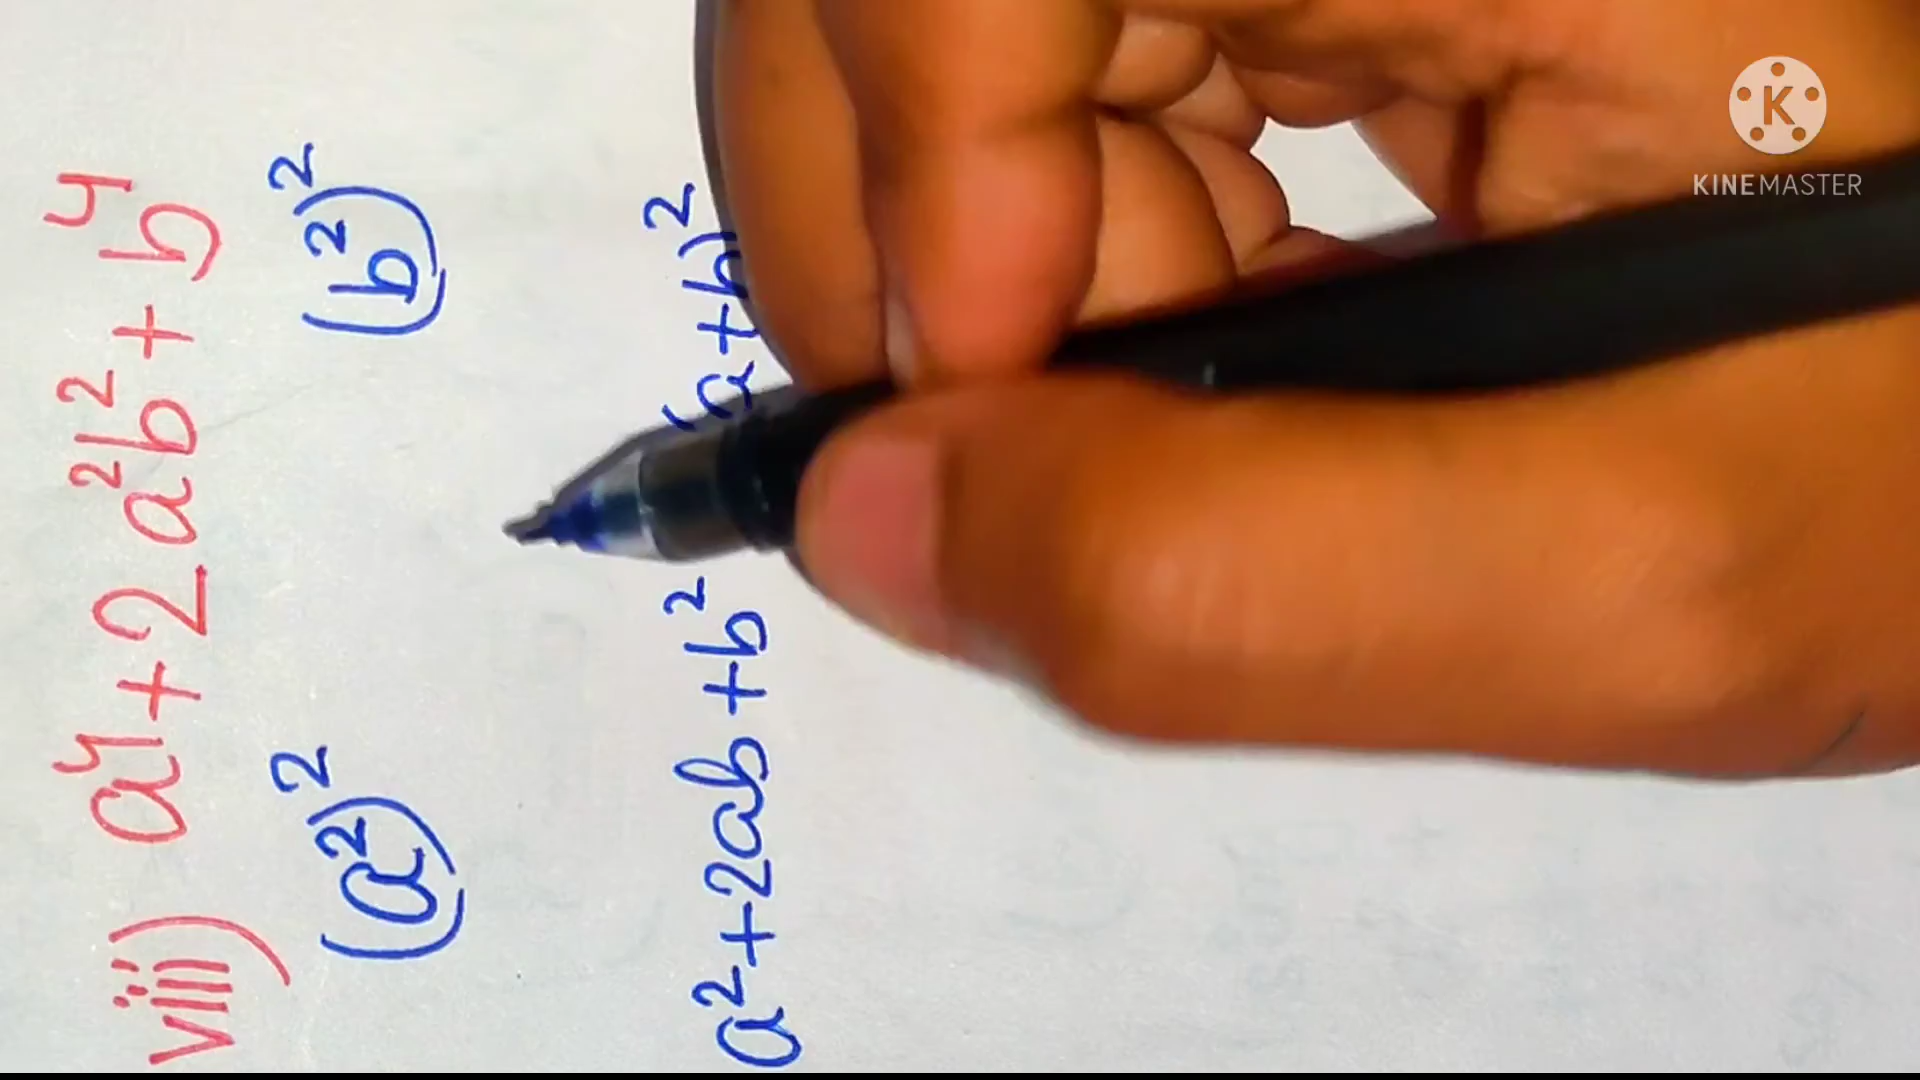 viii) a⁴ + 2a²b² + b⁴
(a²)² (b²)²
a² + 2ab + b² (a+b)²
KINEMASTER